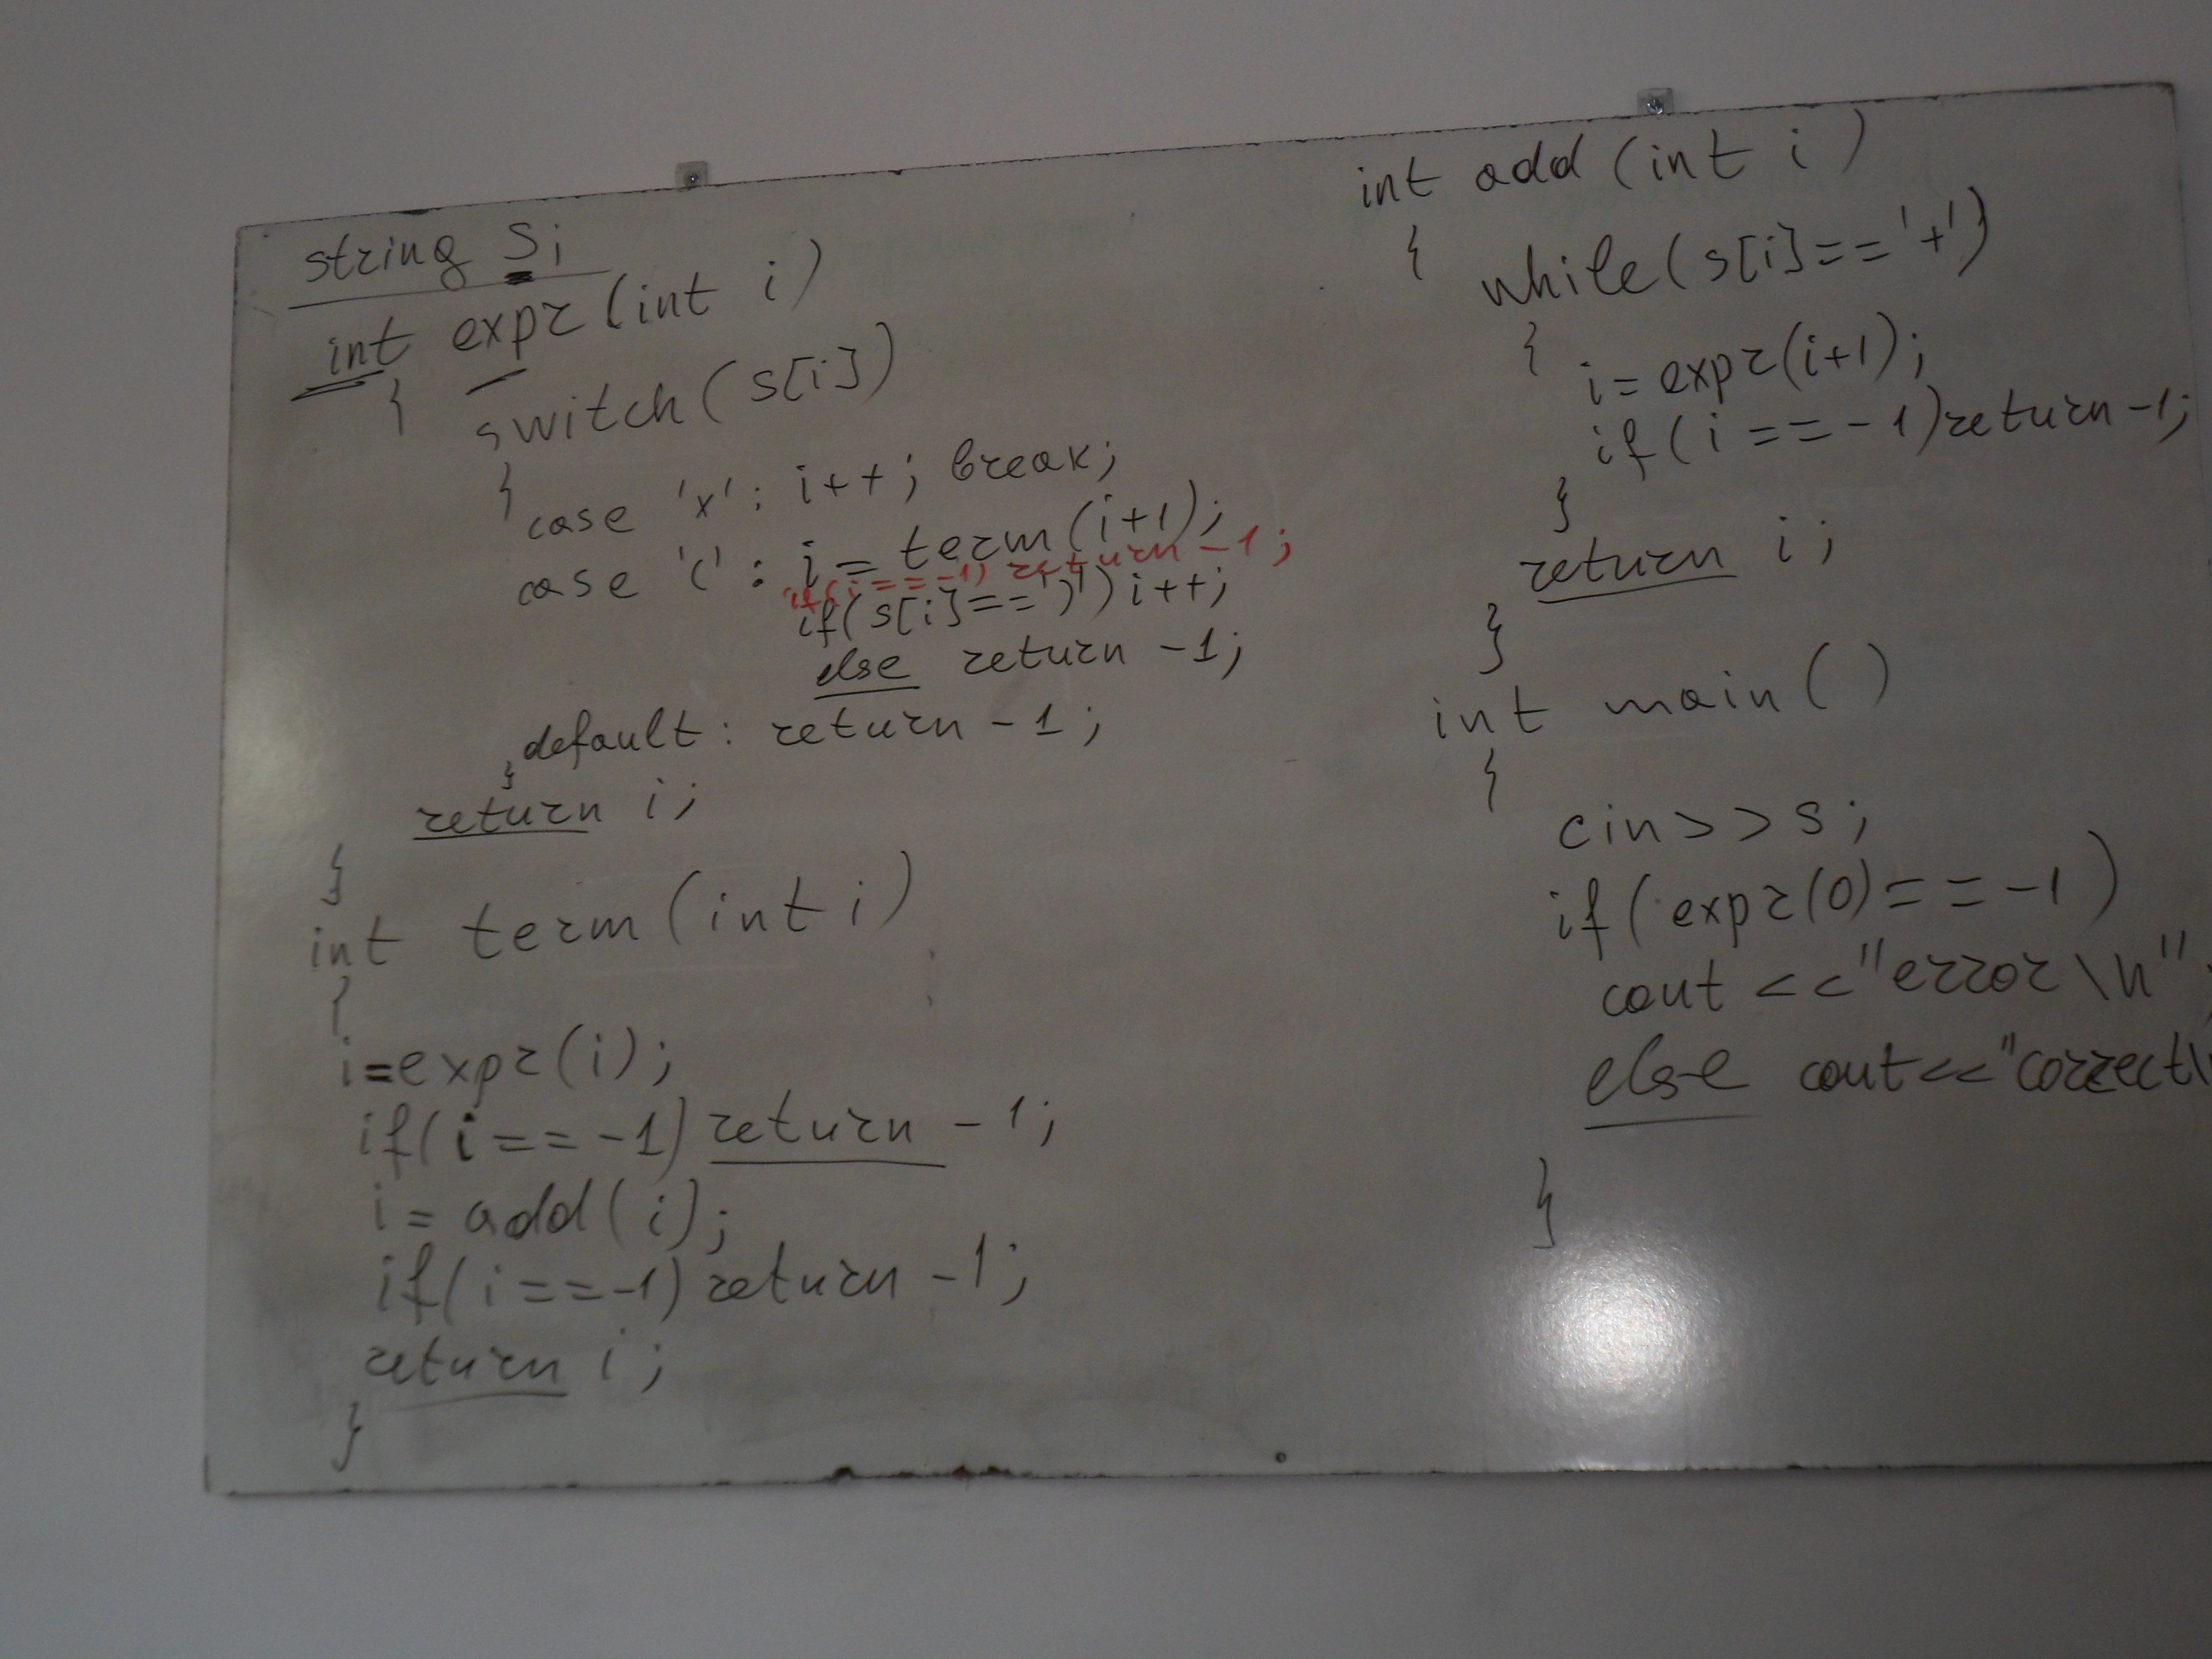 string s;
int expr(int i)
{
switch(s[i])
{
case 'x': i++; break;
case '(' : i = term(i+1);
if(i==-1) return -1;
if(s[i]==')') i++;
else return -1;
default: return -1;
}
return i;
}
int term(int i)
{
i=expr(i);
if(i==-1) return -1;
i=add(i);
if(i==-1) return -1;
return i;
}
int add(int i)
{
while(s[i]=='+')
{
i=expr(i+1);
if(i==-1) return -1;
}
return i;
}
int main()
{
cin>>s;
if(expr(0)==-1)
cout<<"error\n";
else cout<<"correct\
}